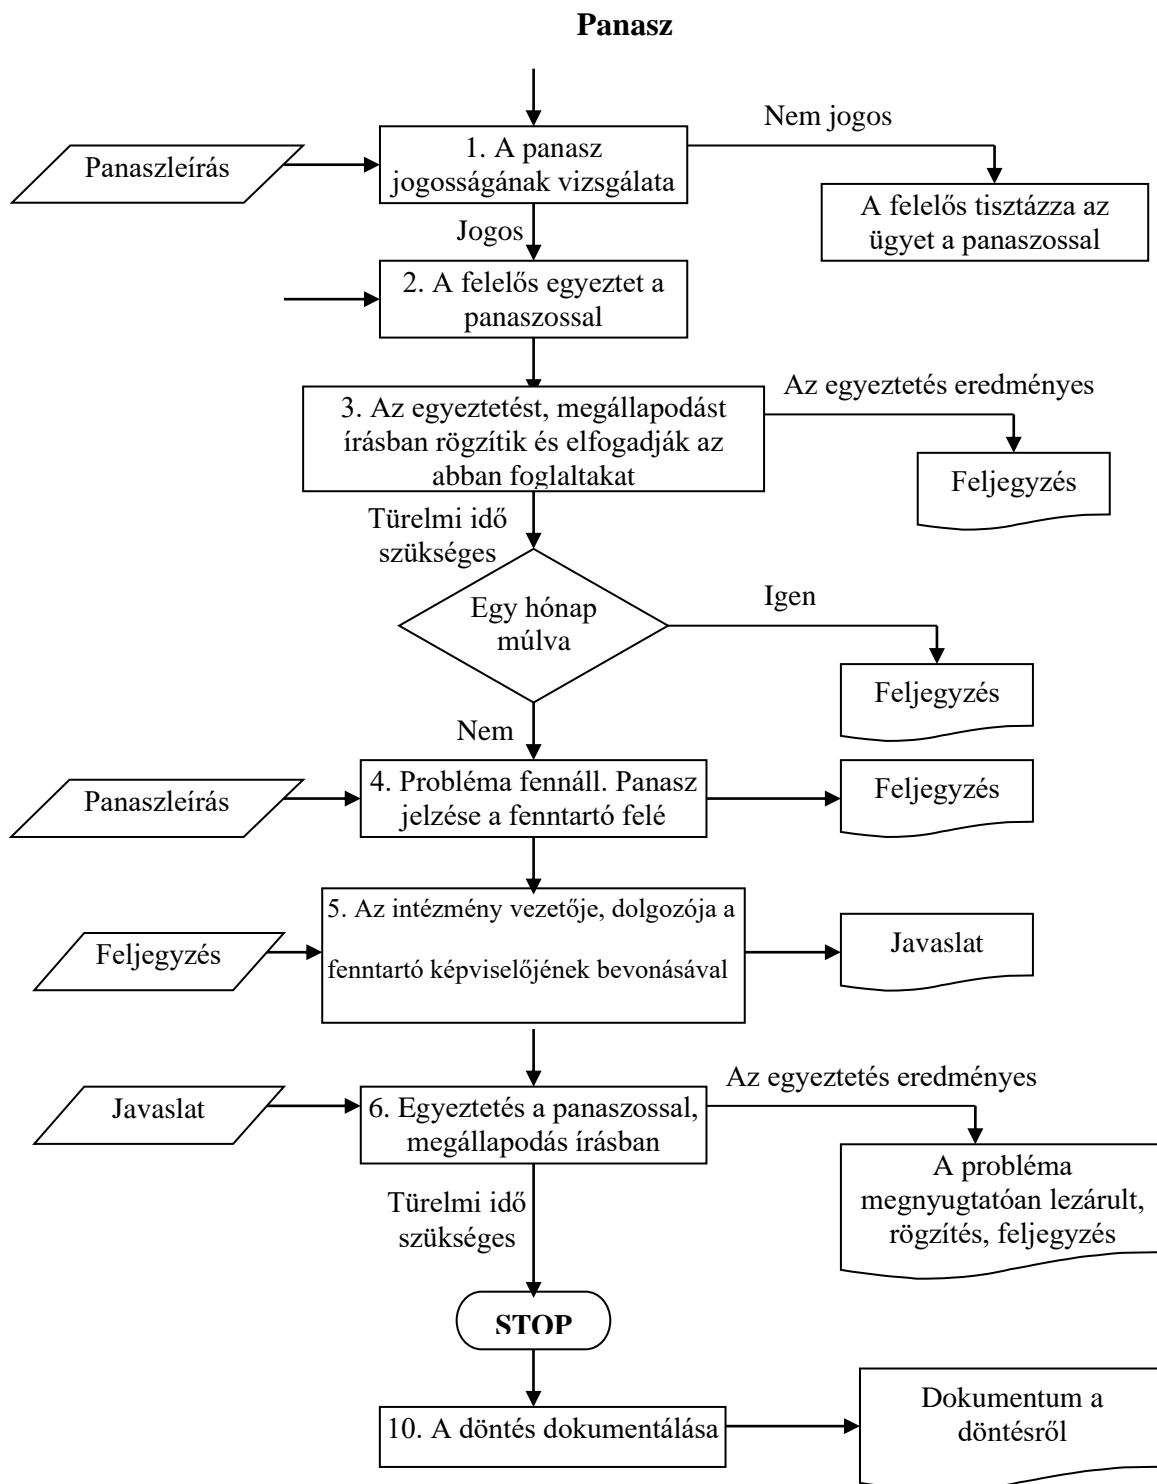 Panasz
Nem jogos
Panaszleírás
1. A panasz
jogosságának vizsgálata
A felelős tisztázza az
ügyet a panaszossal
Jogos
2. A felelős egyeztet a
panaszossal
Az egyeztetés eredményes
3. Az egyeztetést, megállapodást
írásban rögzítik és elfogadják az
abban foglaltakat
Feljegyzés
Türelmi idő
szükséges
Egy hónap
múlva
Igen
Feljegyzés
Nem
Panaszleírás
4. Probléma fennáll. Panasz
jelzése a fenntartó felé
Feljegyzés
5. Az intézmény vezetője, dolgozója a
fenntartó képviselőjének bevonásával
Feljegyzés
Javaslat
Az egyeztetés eredményes
Javaslat
6. Egyeztetés a panaszossal,
megállapodás írásban
A probléma
megnyugtatóan lezárult,
rögzítés, feljegyzés
Türelmi idő
szükséges
STOP
10. A döntés dokumentálása
Dokumentum a
döntésről